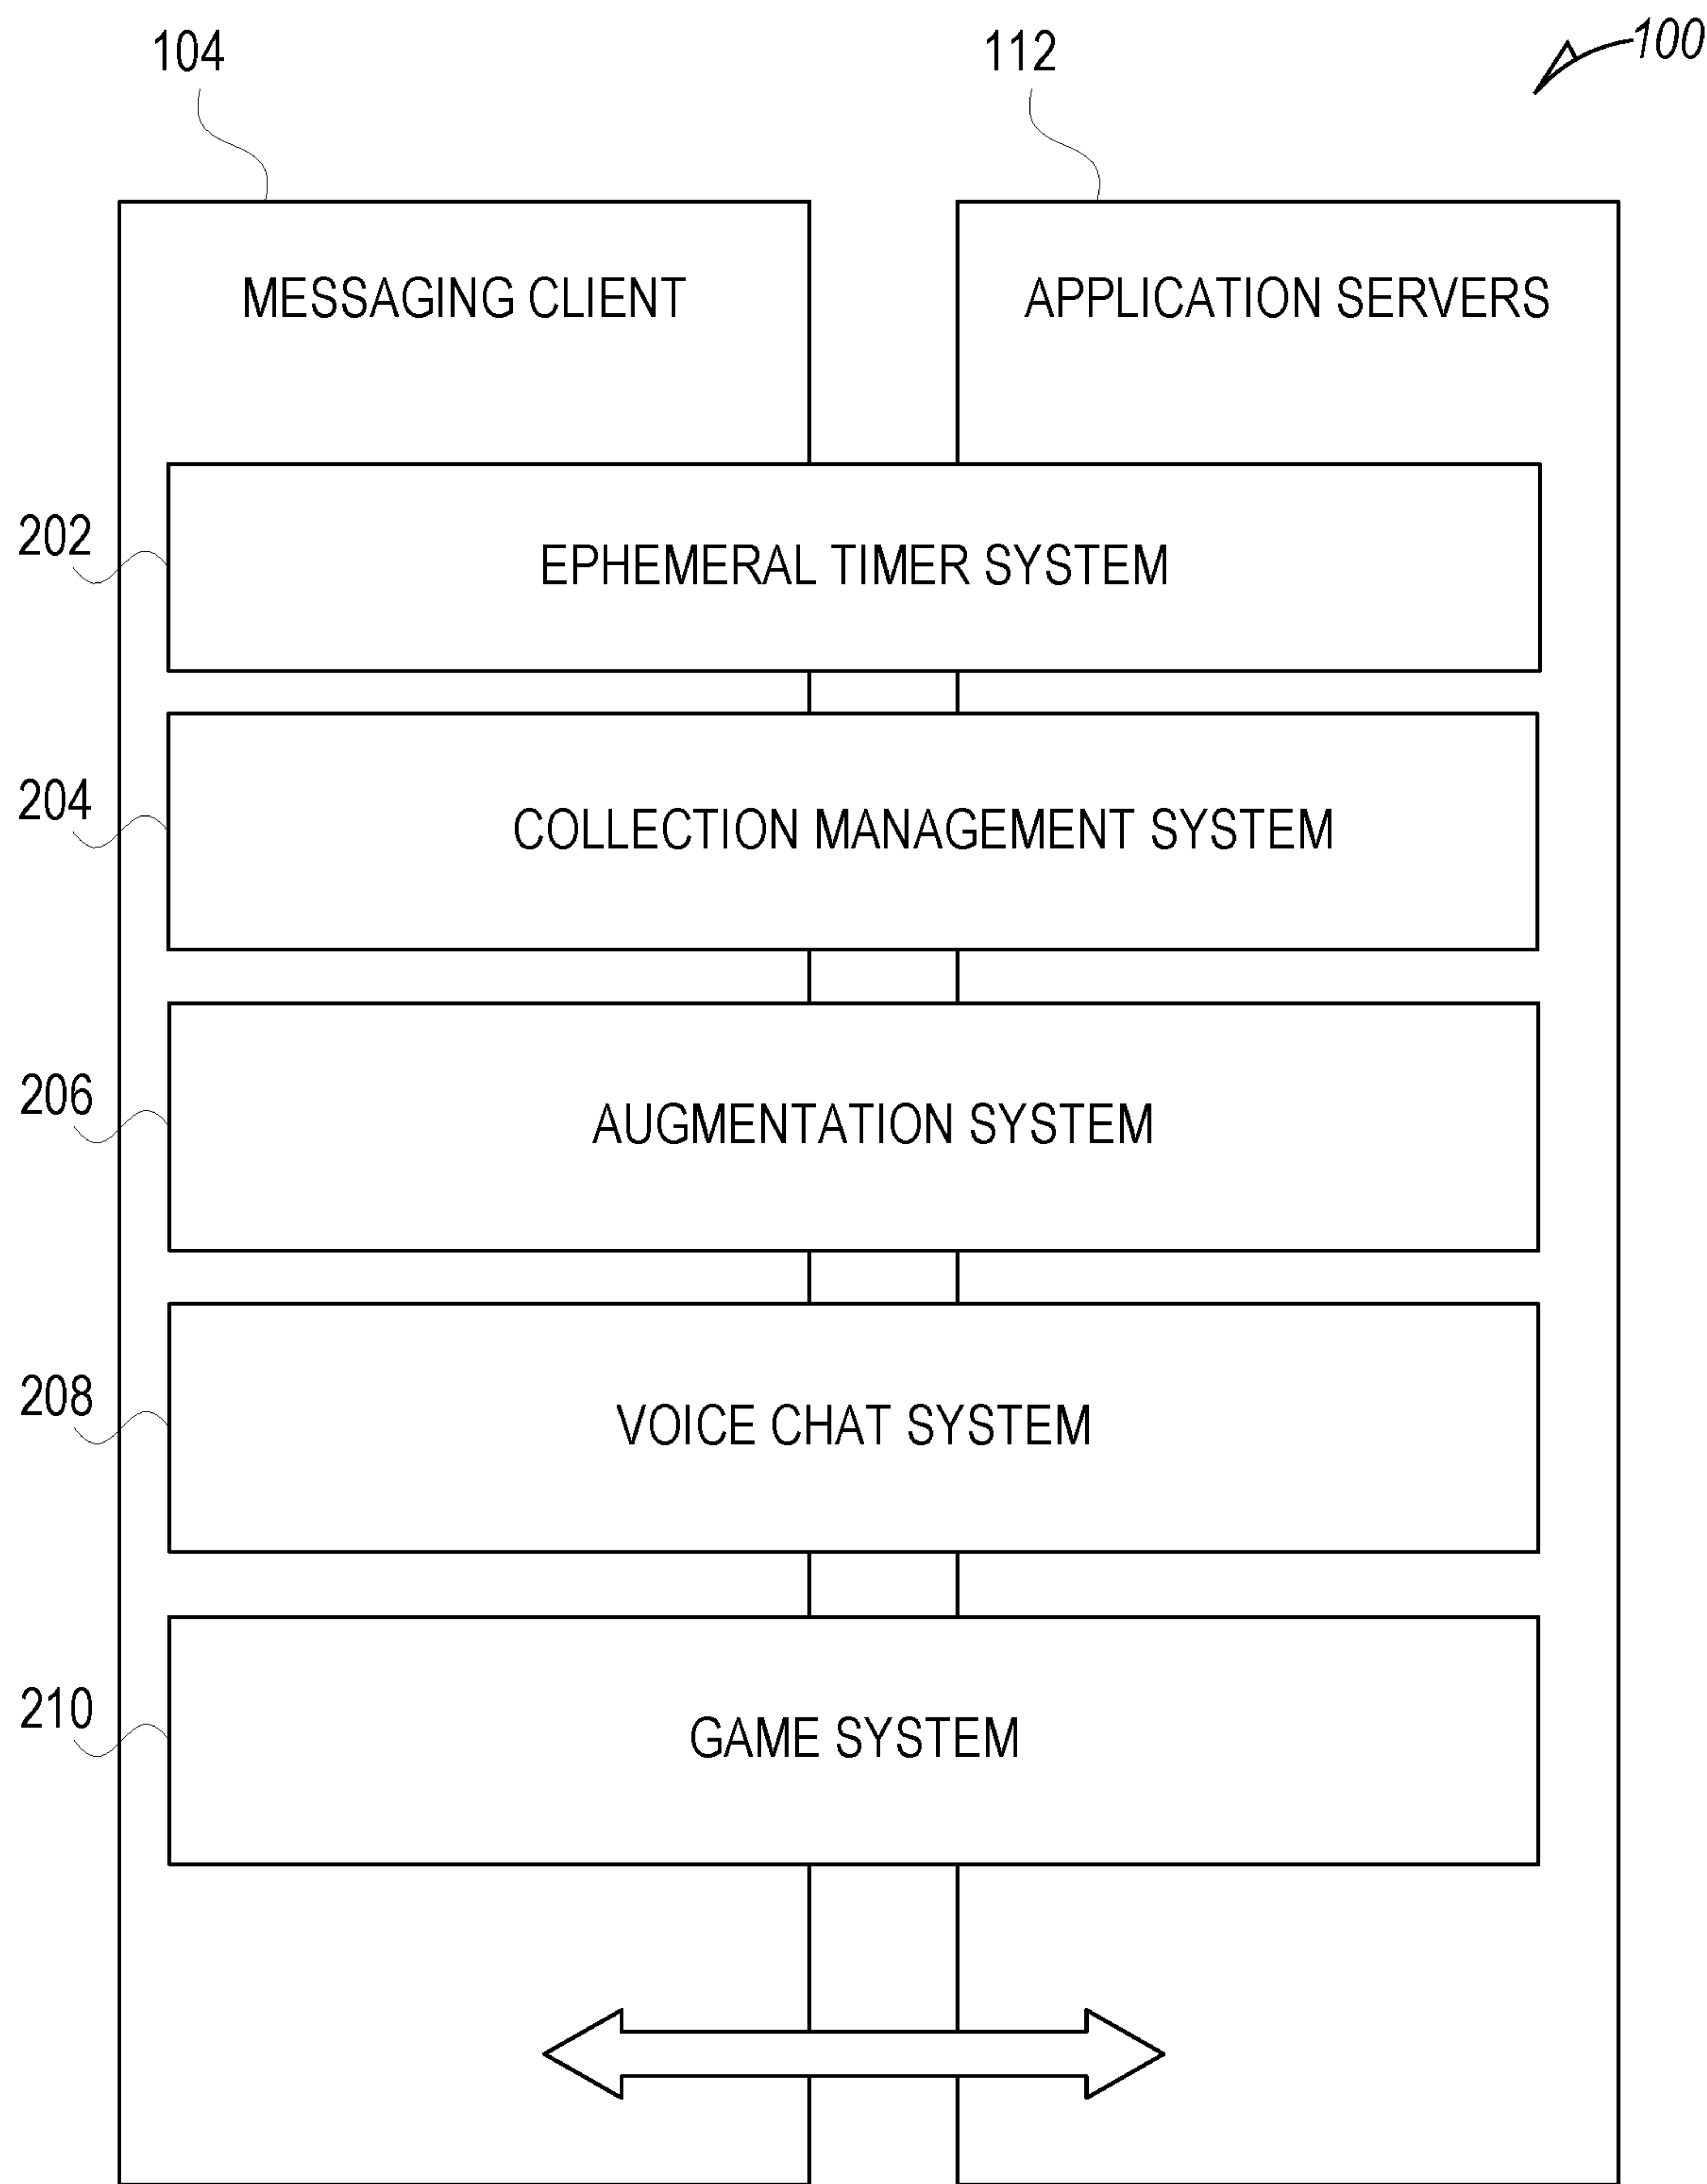 104
112
100
MESSAGING CLIENT
APPLICATION SERVERS
202
EPHEMERAL TIMER SYSTEM
204
COLLECTION MANAGEMENT SYSTEM
206
AUGMENTATION SYSTEM
208
VOICE CHAT SYSTEM
210
GAME SYSTEM